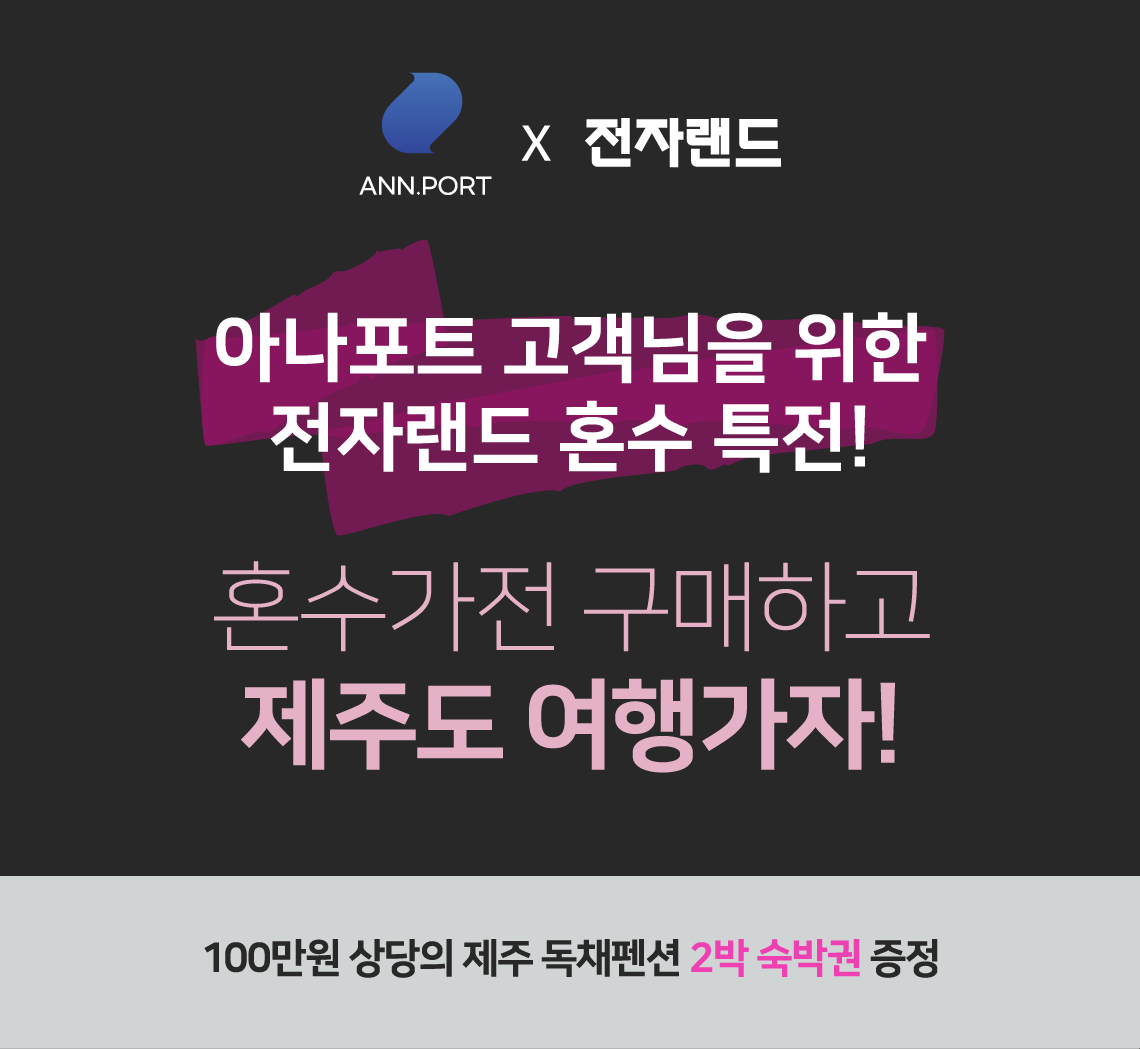 ANN.PORT X 전자랜드
아나포트 고객님을 위한
전자랜드 혼수 특전!
혼수가전 구매하고
제주도 여행가자!
100만원 상당의 제주 독채펜션 2박 숙박권 증정